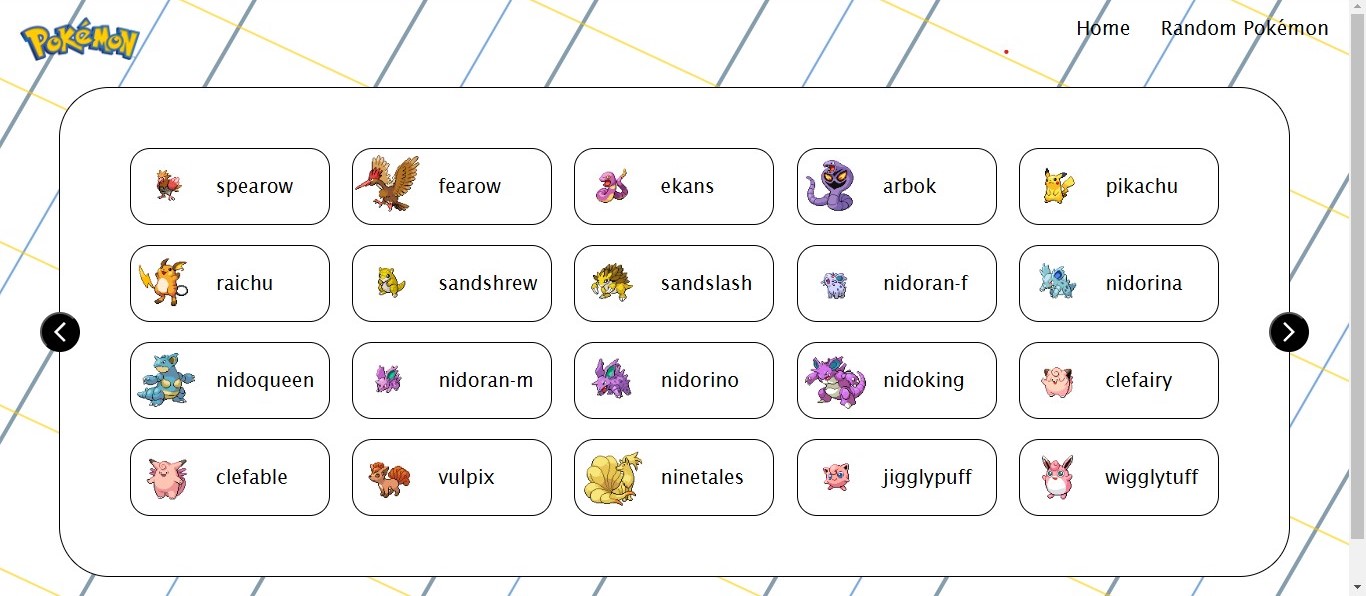 POKéMON
Home Random Pokémon
spearow fearow ekans arbok pikachu
raichu sandshrew sandslash nidoran-f nidorina
nidoqueen nidoran-m nidorino nidoking clefairy
clefable vulpix ninetales jigglypuff wigglytuff